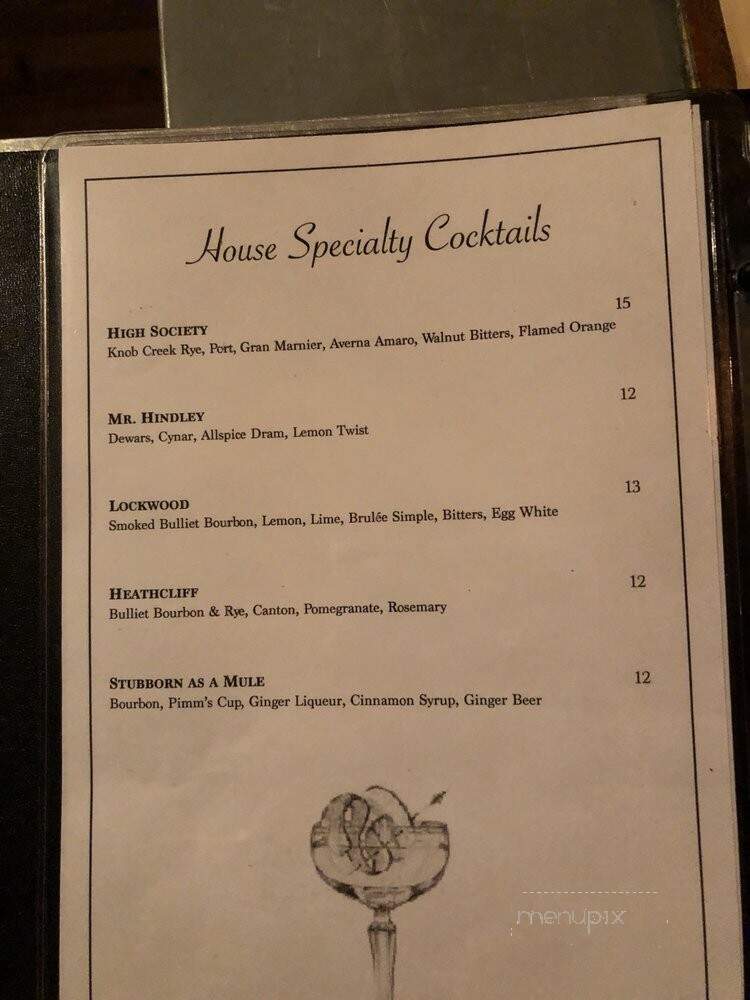 House Specialty Cocktails
HIGH SOCIETY 15
Knob Creek Rye, Port, Gran Marnier, Averna Amaro, Walnut Bitters, Flamed Orange
MR. HINDLEY 12
Dewars, Cynar, Allspice Dram, Lemon Twist
LOCKWOOD 13
Smoked Bulliet Bourbon, Lemon, Lime, Brulée Simple, Bitters, Egg White
HEATHCLIFF 12
Bulliet Bourbon & Rye, Canton, Pomegranate, Rosemary
STUBBORN AS A MULE 12
Bourbon, Pimm's Cup, Ginger Liqueur, Cinnamon Syrup, Ginger Beer
menupix